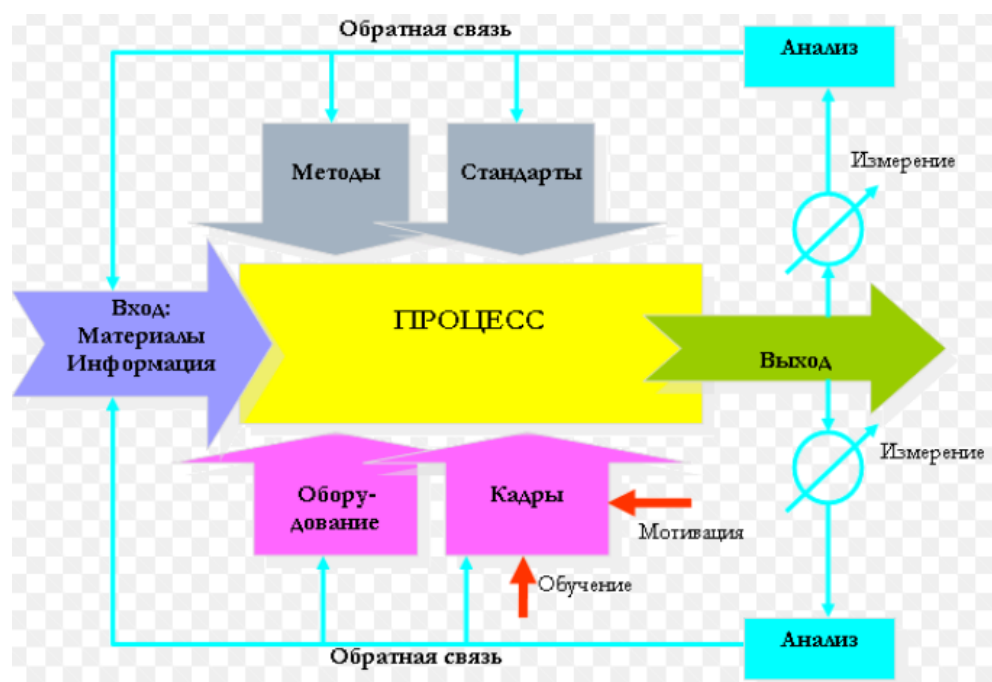 Обратная связь
Анализ
Измерение
Методы
Стандарты
Вход:
Материалы
Информация
ПРОЦЕСС
Выход
Измерение
Обору-
дование
Кадры
Мотивация
Обучение
Обратная связь
Анализ